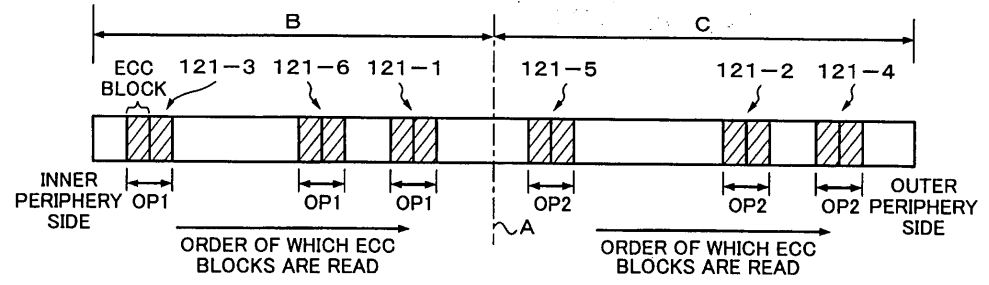 B
C
ECC
BLOCK
121-3
121-6
121-1
121-5
121-2
121-4
INNER
PERIPHERY
SIDE
OP1
OP1
OP1
OP2
OP2
OP2
OUTER
PERIPHERY
SIDE
A
ORDER OF WHICH ECC
BLOCKS ARE READ
ORDER OF WHICH ECC
BLOCKS ARE READ